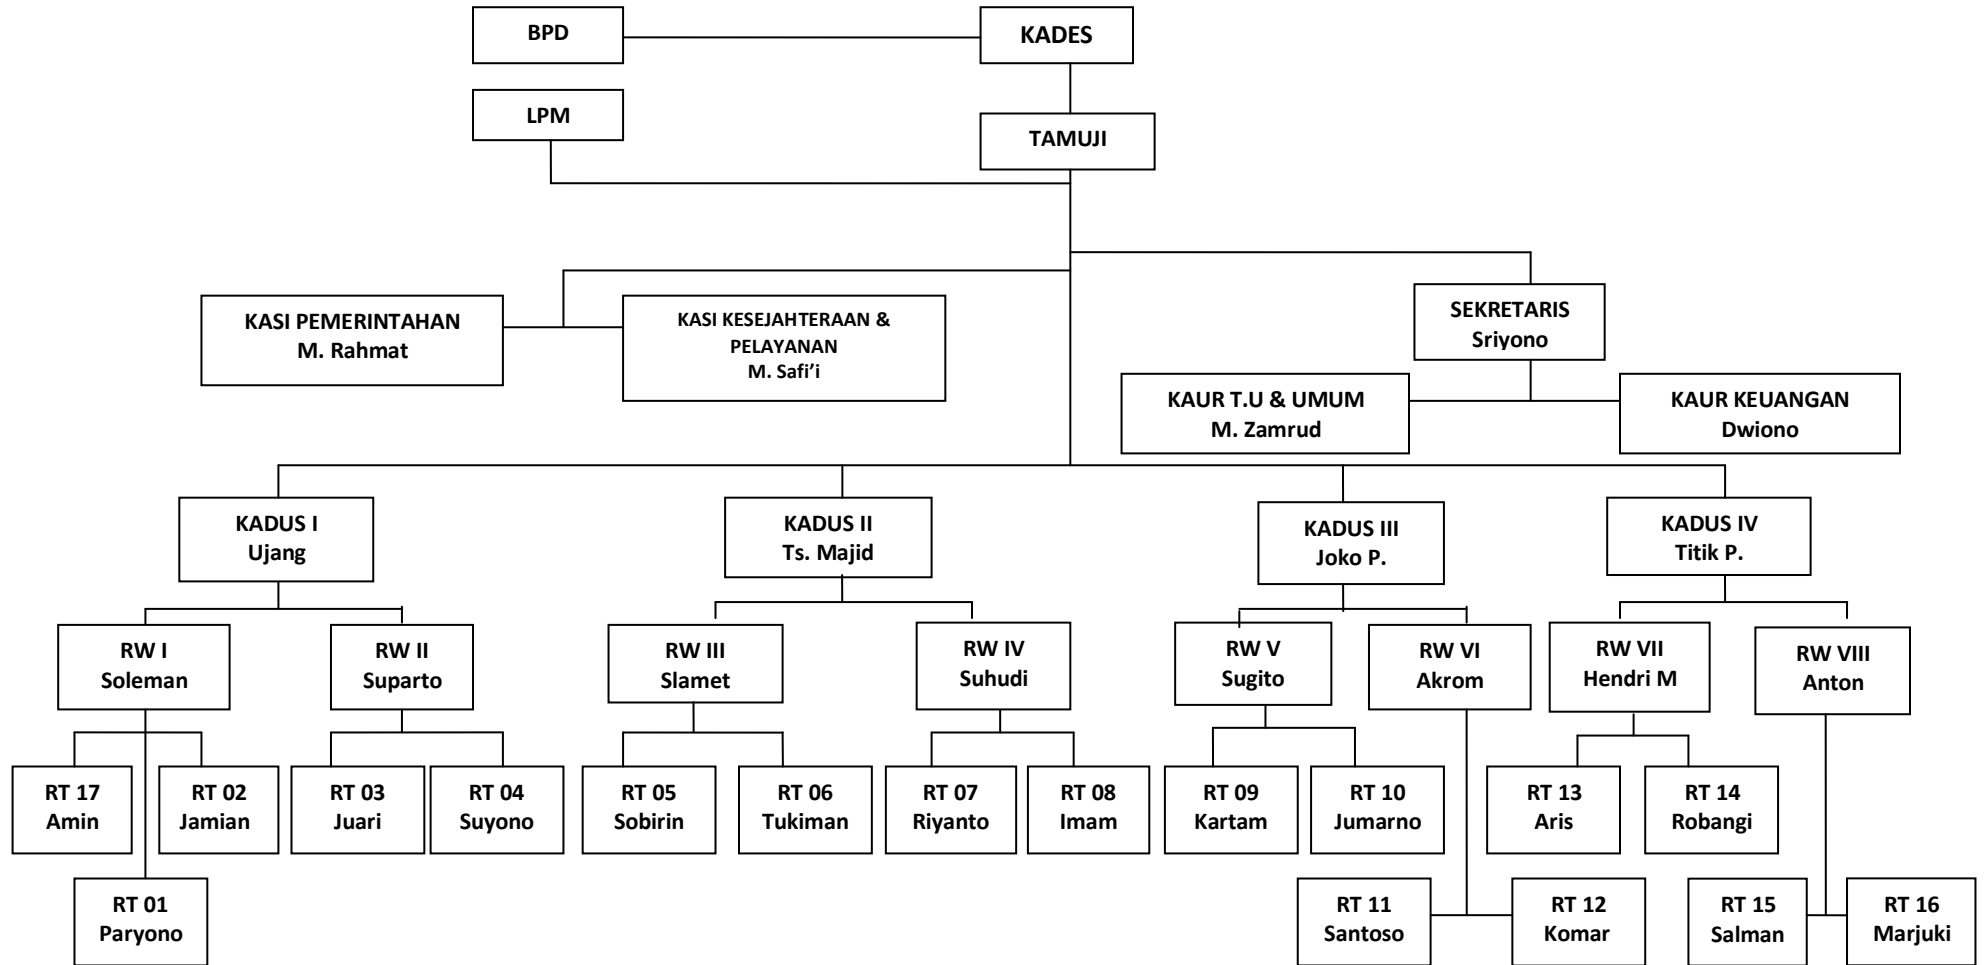 BPD
KADES
LPM
TAMUJI
KASI PEMERINTAHAN
M. Rahmat
KASI KESEJAHTERAAN &
PELAYANAN
M. Safi’i
SEKRETARIS
Sriyono
KAUR T.U & UMUM
M. Zamrud
KAUR KEUANGAN
Dwiono
KADUS I
Ujang
KADUS II
Ts. Majid
KADUS III
Joko P.
KADUS IV
Titik P.
RW I
Soleman
RW II
Suparto
RW III
Slamet
RW IV
Suhudi
RW V
Sugito
RW VI
Akrom
RW VII
Hendri M
RW VIII
Anton
RT 17
Amin
RT 02
Jamian
RT 03
Juari
RT 04
Suyono
RT 05
Sobirin
RT 06
Tukiman
RT 07
Riyanto
RT 08
Imam
RT 09
Kartam
RT 10
Jumarno
RT 13
Aris
RT 14
Robangi
RT 01
Paryono
RT 11
Santoso
RT 12
Komar
RT 15
Salman
RT 16
Marjuki